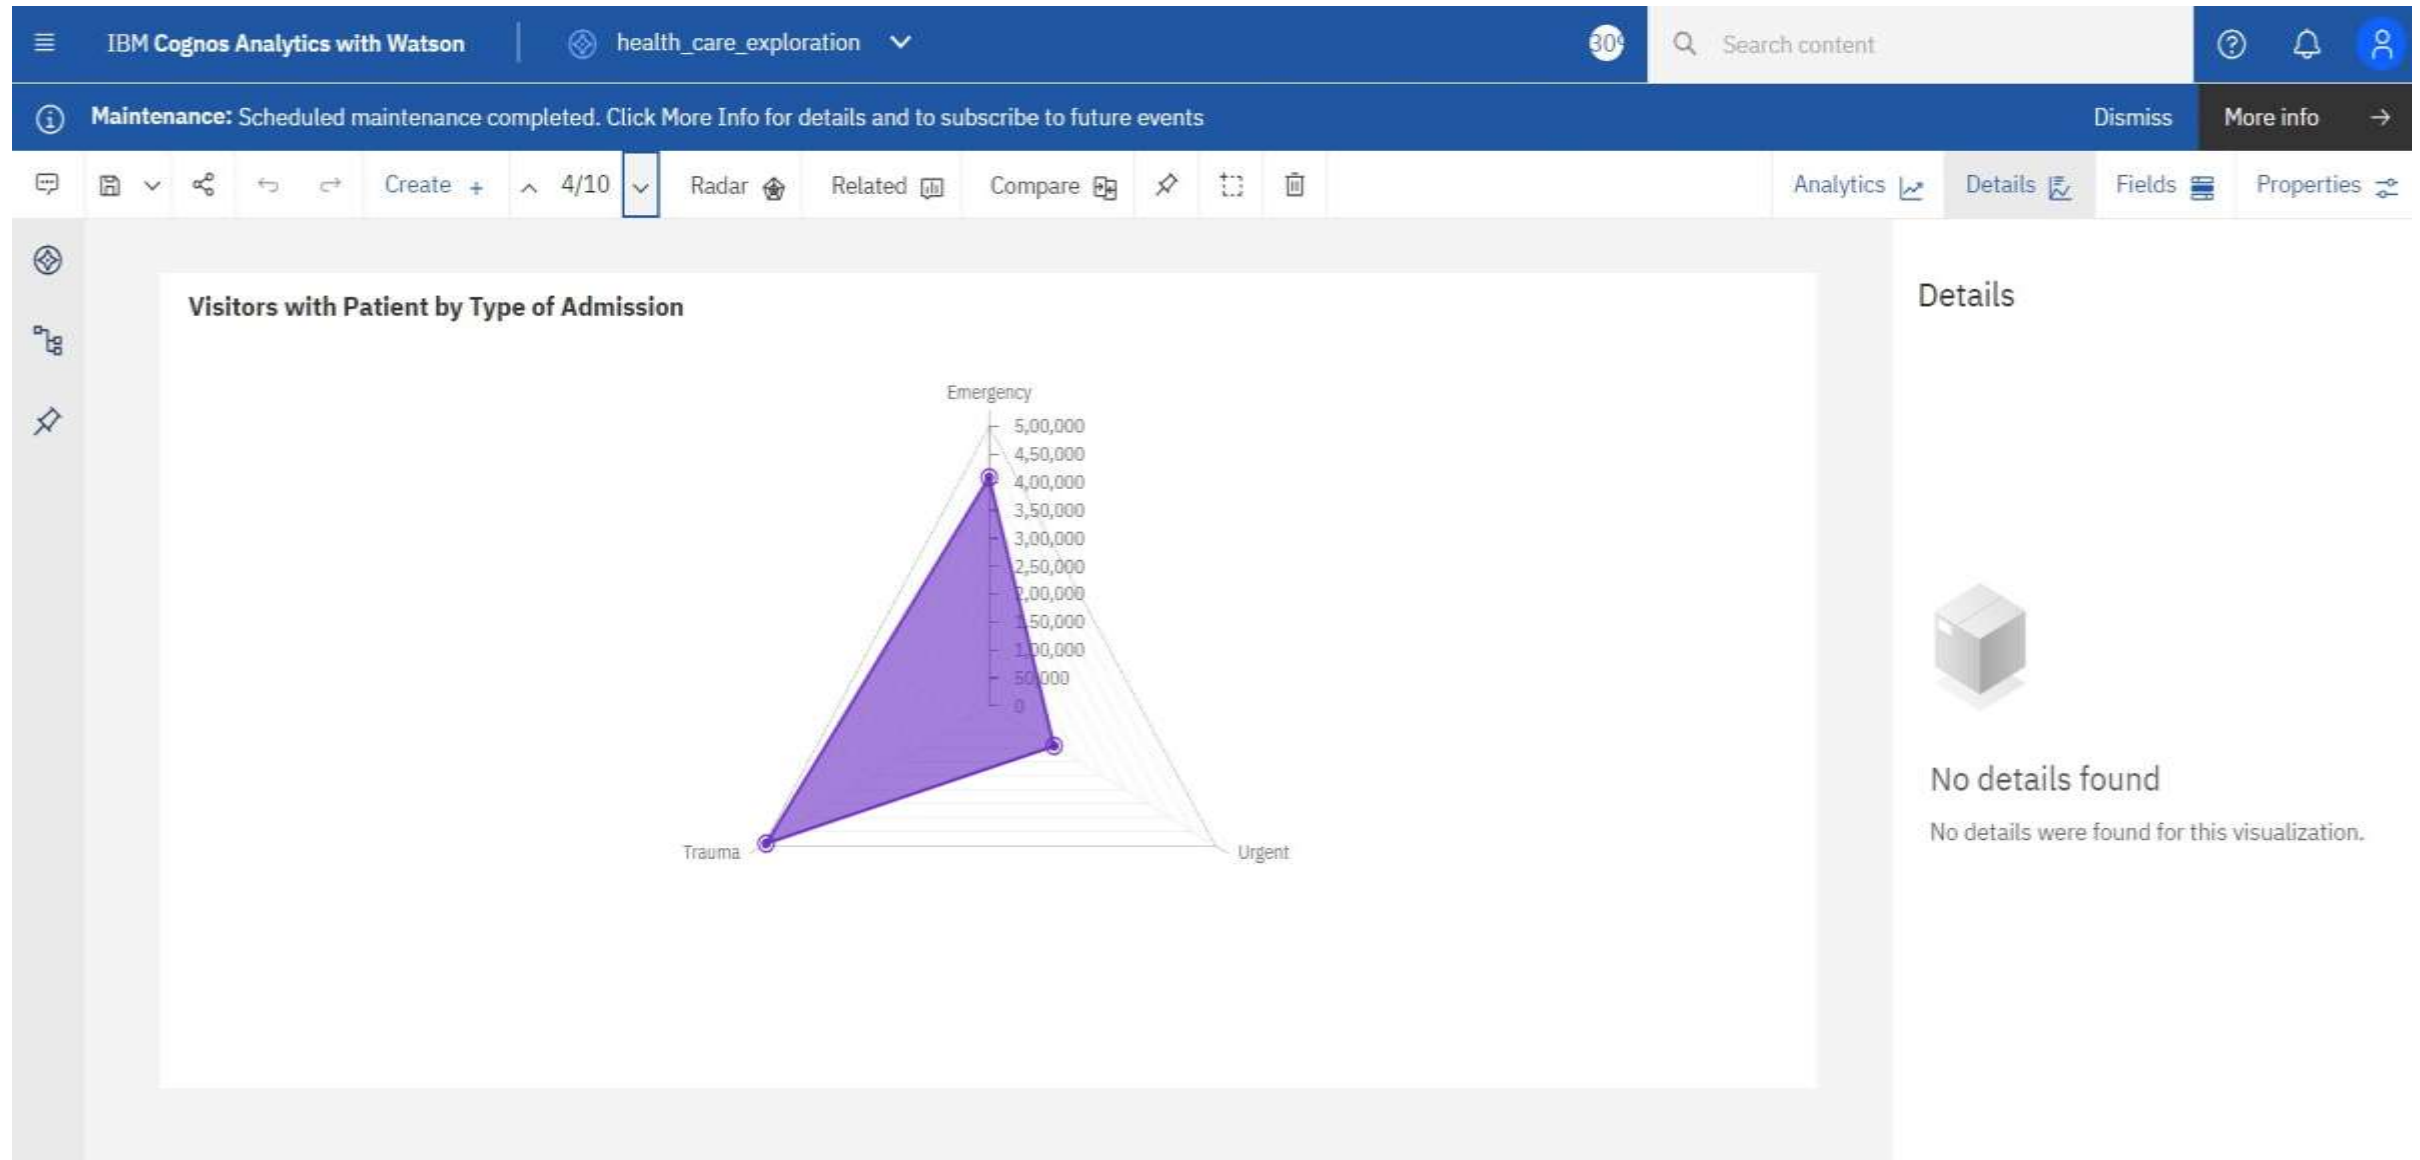 IBM Cognos Analytics with Watson
health_care_exploration
30
Search content
Maintenance: Scheduled maintenance completed. Click More Info for details and to subscribe to future events
Dismiss
More info
Create
4/10
Radar
Related
Compare
Analytics
Details
Fields
Properties
Visitors with Patient by Type of Admission
Emergency
5,00,000
4,50,000
4,00,000
3,50,000
3,00,000
2,50,000
2,00,000
1,50,000
1,00,000
50,000
0
Trauma
Urgent
Details
No details found
No details were found for this visualization.